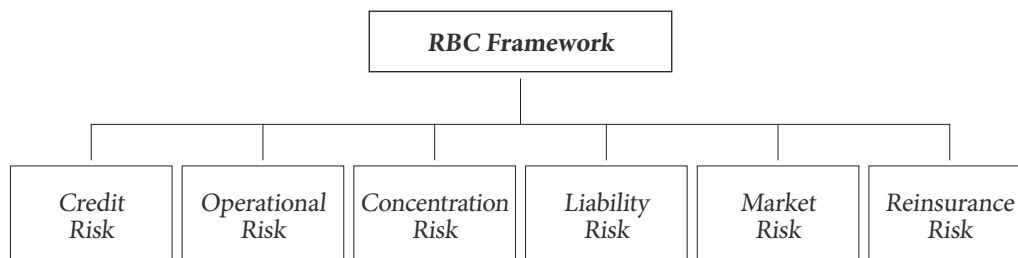 RBC Framework
Credit
Risk
Operational
Risk
Concentration
Risk
Liability
Risk
Market
Risk
Reinsurance
Risk